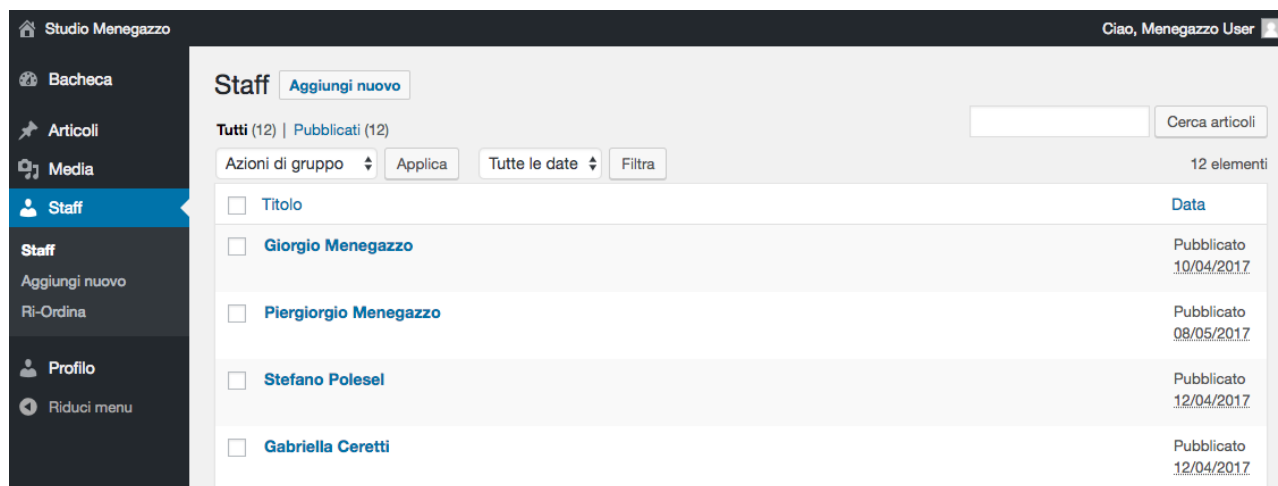 Studio Menegazzo
Ciao, Menegazzo User
Bacheca
Articoli
Media
Staff
Staff
Aggiungi nuovo
Ri-Ordina
Profilo
Riduci menu
Staff Aggiungi nuovo
Tutti (12) | Pubblicati (12)
Cerca articoli
Azioni di gruppo Applica Tutte le date Filtra
12 elementi
Titolo Data
Giorgio Menegazzo Pubblicato
10/04/2017
Piergiorgio Menegazzo Pubblicato
08/05/2017
Stefano Polesel Pubblicato
12/04/2017
Gabriella Ceretti Pubblicato
12/04/2017